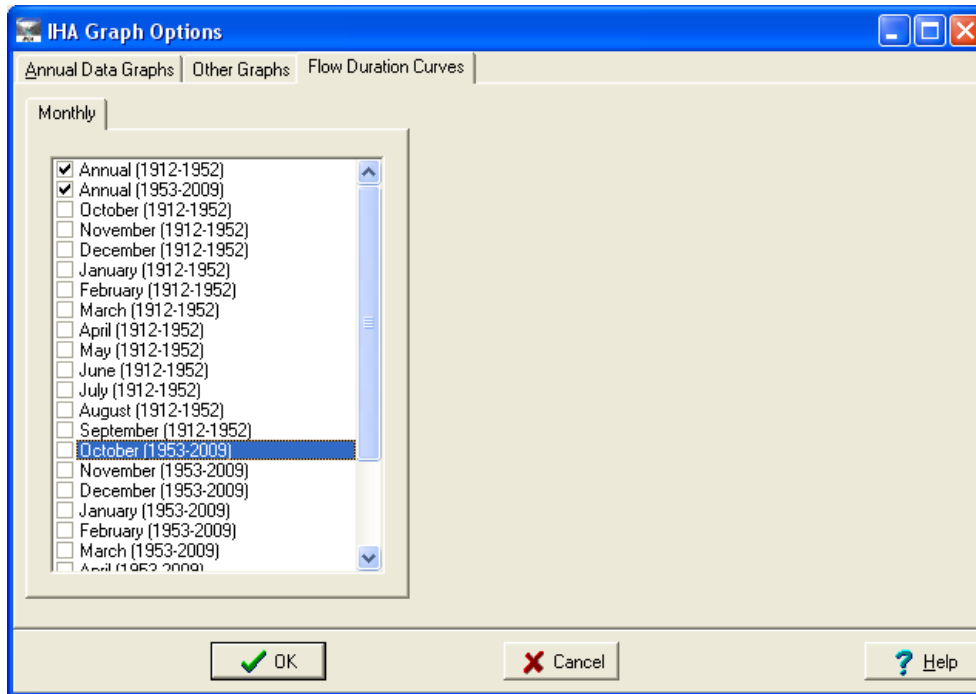 IHA Graph Options
Annual Data Graphs Other Graphs Flow Duration Curves
Monthly
Annual (1912-1952)
Annual (1953-2009)
October (1912-1952)
November (1912-1952)
December (1912-1952)
January (1912-1952)
February (1912-1952)
March (1912-1952)
April (1912-1952)
May (1912-1952)
June (1912-1952)
July (1912-1952)
August (1912-1952)
September (1912-1952)
October (1953-2009)
November (1953-2009)
December (1953-2009)
January (1953-2009)
February (1953-2009)
March (1953-2009)
April (1953-2009)
OK Cancel Help